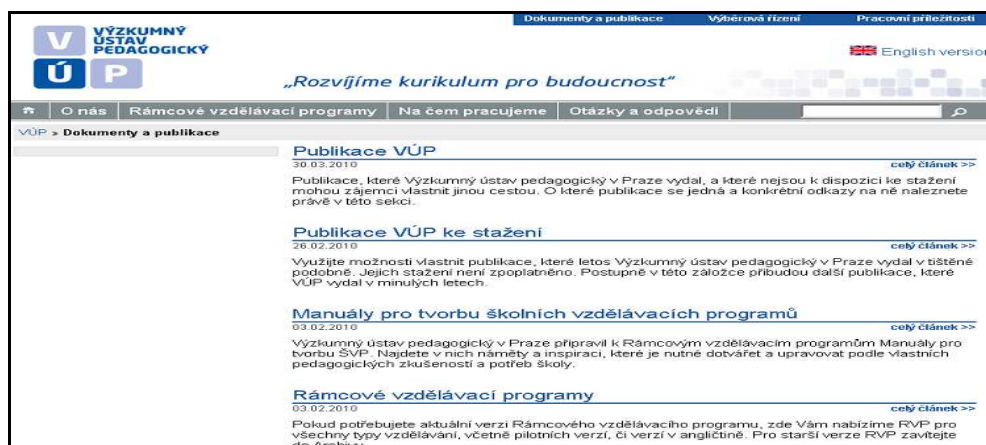 Dokumenty a publikace Výběrová řízení Pracovní příležitosti
VÝZKUMNÝ
ÚSTAV
PEDAGOGICKÝ
V
Ú P
English version
„Rozvíjíme kurikulum pro budoucnost“
O nás Rámcové vzdělávací programy Na čem pracujeme Otázky a odpovědi
VÚP » Dokumenty a publikace
Publikace VÚP
30.03.2010 celý článek >>
Publikace, které Výzkumný ústav pedagogický v Praze vydal, a které nejsou k dispozici ke stažení
mohou zájemci vlastnit jinou cestou. O které publikace se jedná a konkrétní odkazy na ně naleznete
právě v této sekci.
Publikace VÚP ke stažení
26.02.2010 celý článek >>
Využijte možnosti vlastnit publikace, které letos Výzkumný ústav pedagogický v Praze vydal v tištěné
podobně. Jejich stažení není zpoplatněno. Postupně v této záložce přibudou další publikace, které
VÚP vydal v minulých letech.
Manuály pro tvorbu školních vzdělávacích programů
03.02.2010 celý článek >>
Výzkumný ústav pedagogický v Praze připravil k Rámcovým vzdělávacím programům Manuály pro
tvorbu ŠVP. Najdete v nich náměty a inspiraci, které je nutné dotvářet a upravovat podle vlastních
pedagogických zkušeností a potřeb školy.
Rámcové vzdělávací programy
03.02.2010 celý článek >>
Pokud potřebujete aktuální verzi Rámcového vzdělávacího programu, zde Vám nabízíme RVP pro
všechny typy vzdělávání, včetně pilotních verzí, či verzí v angličtině. Pro starší verze RVP zavítejte
do Archivu